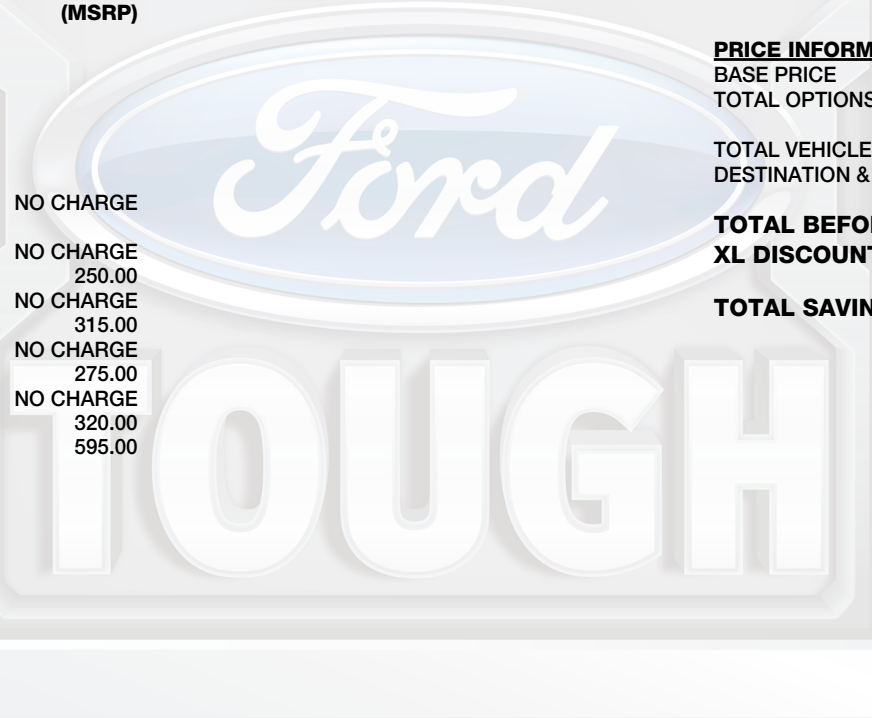 (MSRP)
NO CHARGE
NO CHARGE
250.00
NO CHARGE
315.00
NO CHARGE
275.00
NO CHARGE
320.00
595.00
PRICE INFORM
BASE PRICE
TOTAL OPTIONS
TOTAL VEHICLE
DESTINATION &
TOTAL BEFO
XL DISCOUNT
TOTAL SAVIN
Ford
TOUGH